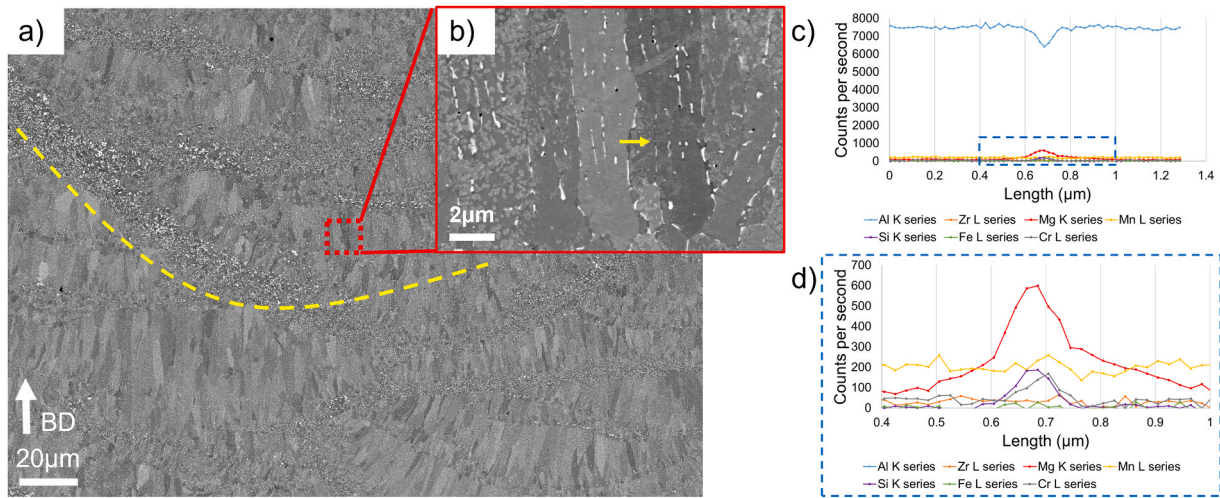 a)
BD
20µm
b)
2µm
c)
Counts per second
8000
7000
6000
5000
4000
3000
2000
1000
0
0 0.2 0.4 0.6 0.8 1 1.2 1.4
Length (µm)
Al K series Zr L series Mg K series Mn L series
Si K series Fe L series Cr L series
d)
Counts per second
700
600
500
400
300
200
100
0
0.4 0.5 0.6 0.7 0.8 0.9 1
Length (µm)
Al K series Zr L series Mg K series Mn L series
Si K series Fe L series Cr L series